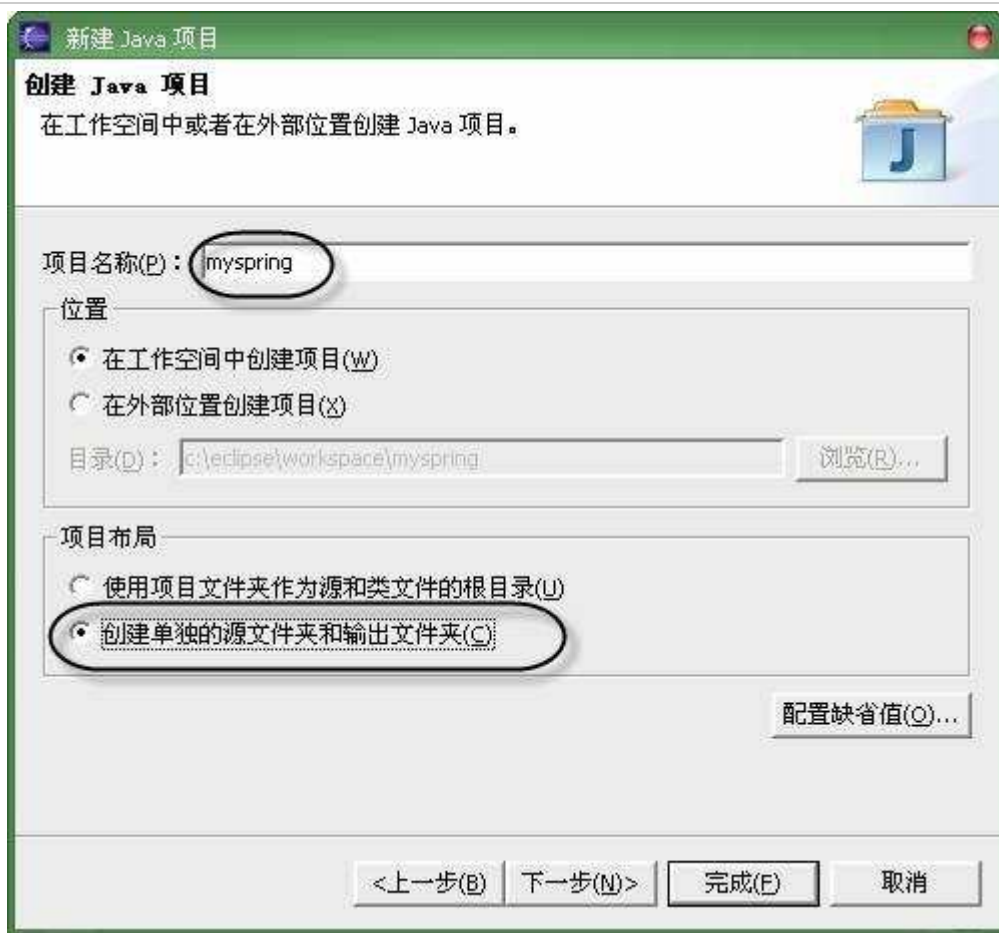 新建 Java 项目
创建 Java 项目
在工作空间中或者在外部位置创建 Java 项目。
J
项目名称(P)：myspring
位置
在工作空间中创建项目(W)
在外部位置创建项目(X)
目录(D)：c:\eclipse\workspace\myspring 浏览(R)...
项目布局
使用项目文件夹作为源和类文件的根目录(U)
创建单独的源文件夹和输出文件夹(C)
配置缺省值(O)...
<上一步(B) 下一步(N)> 完成(F) 取消